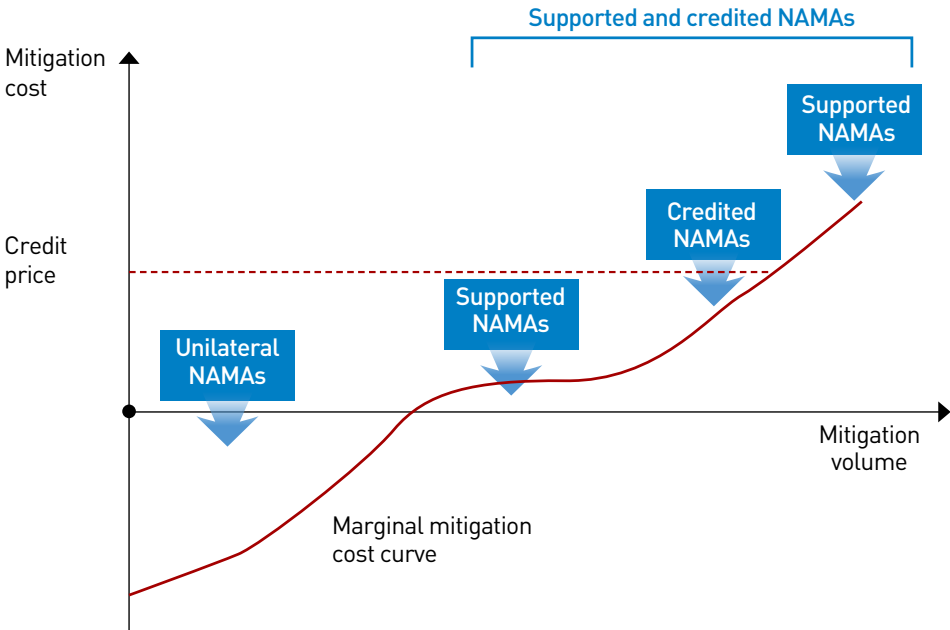 Supported and credited NAMAs
Mitigation
cost
Supported
NAMAs
Credited
NAMAs
Credit
price
Supported
NAMAs
Unilateral
NAMAs
Mitigation
volume
Marginal mitigation
cost curve